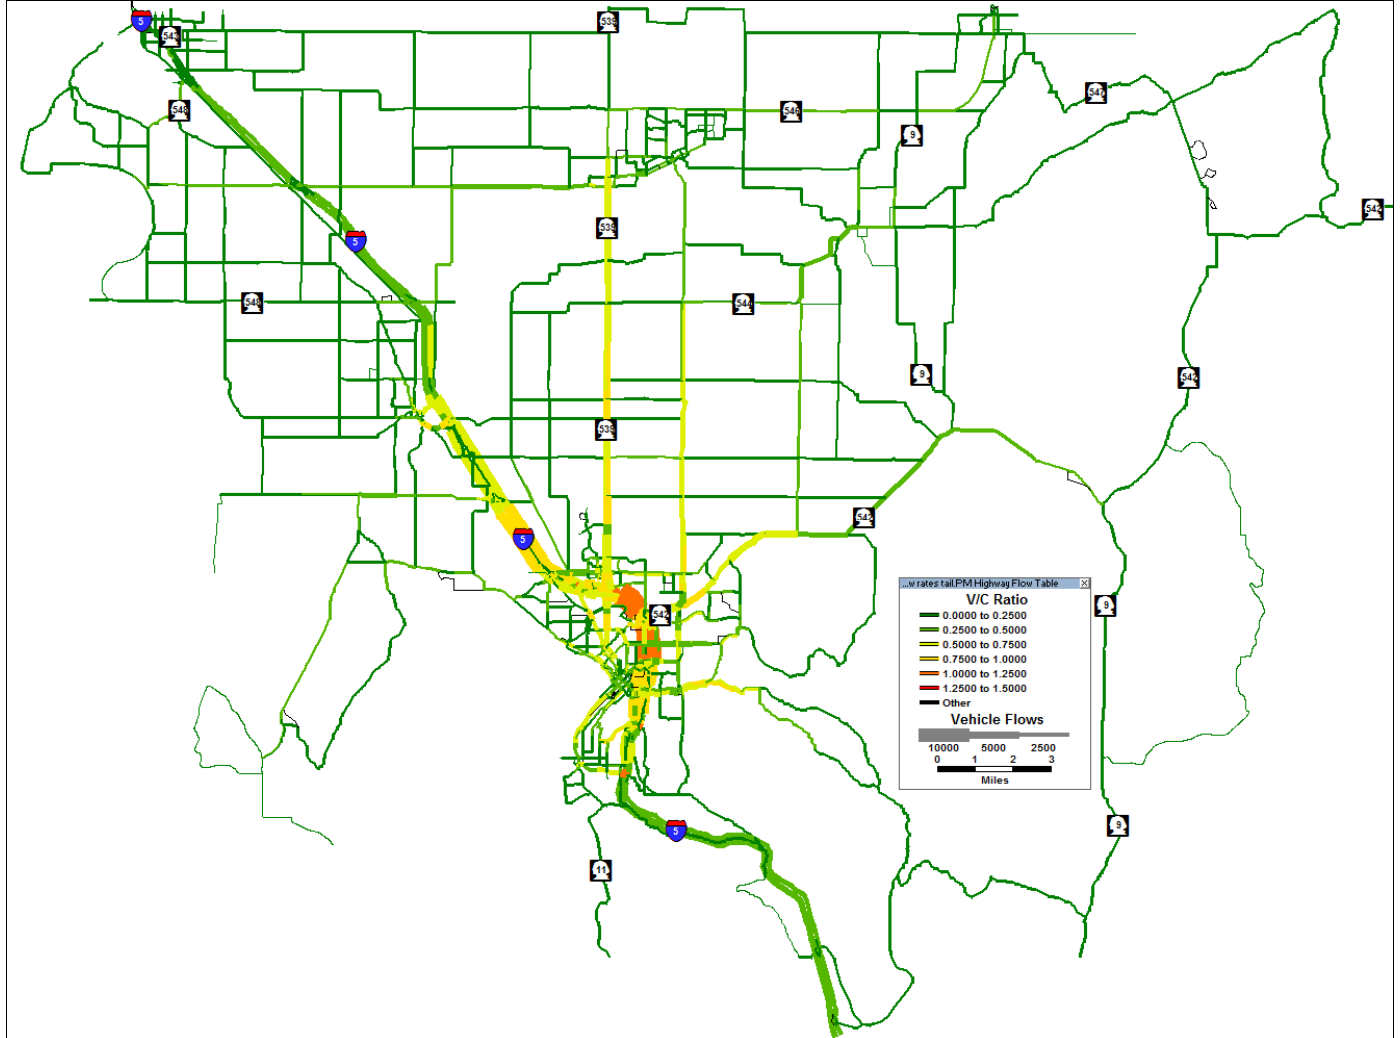 5
543
539
547
546
548
9
542
539
5
548
544
9
542
539
542
5
...w rates tail.PM Highway Flow Table
V/C Ratio
0.0000 to 0.2500
0.2500 to 0.5000
0.5000 to 0.7500
0.7500 to 1.0000
1.0000 to 1.2500
1.2500 to 1.5000
Other
Vehicle Flows
10000 5000 2500
0 1 2 3
Miles
9
542
5
9
11